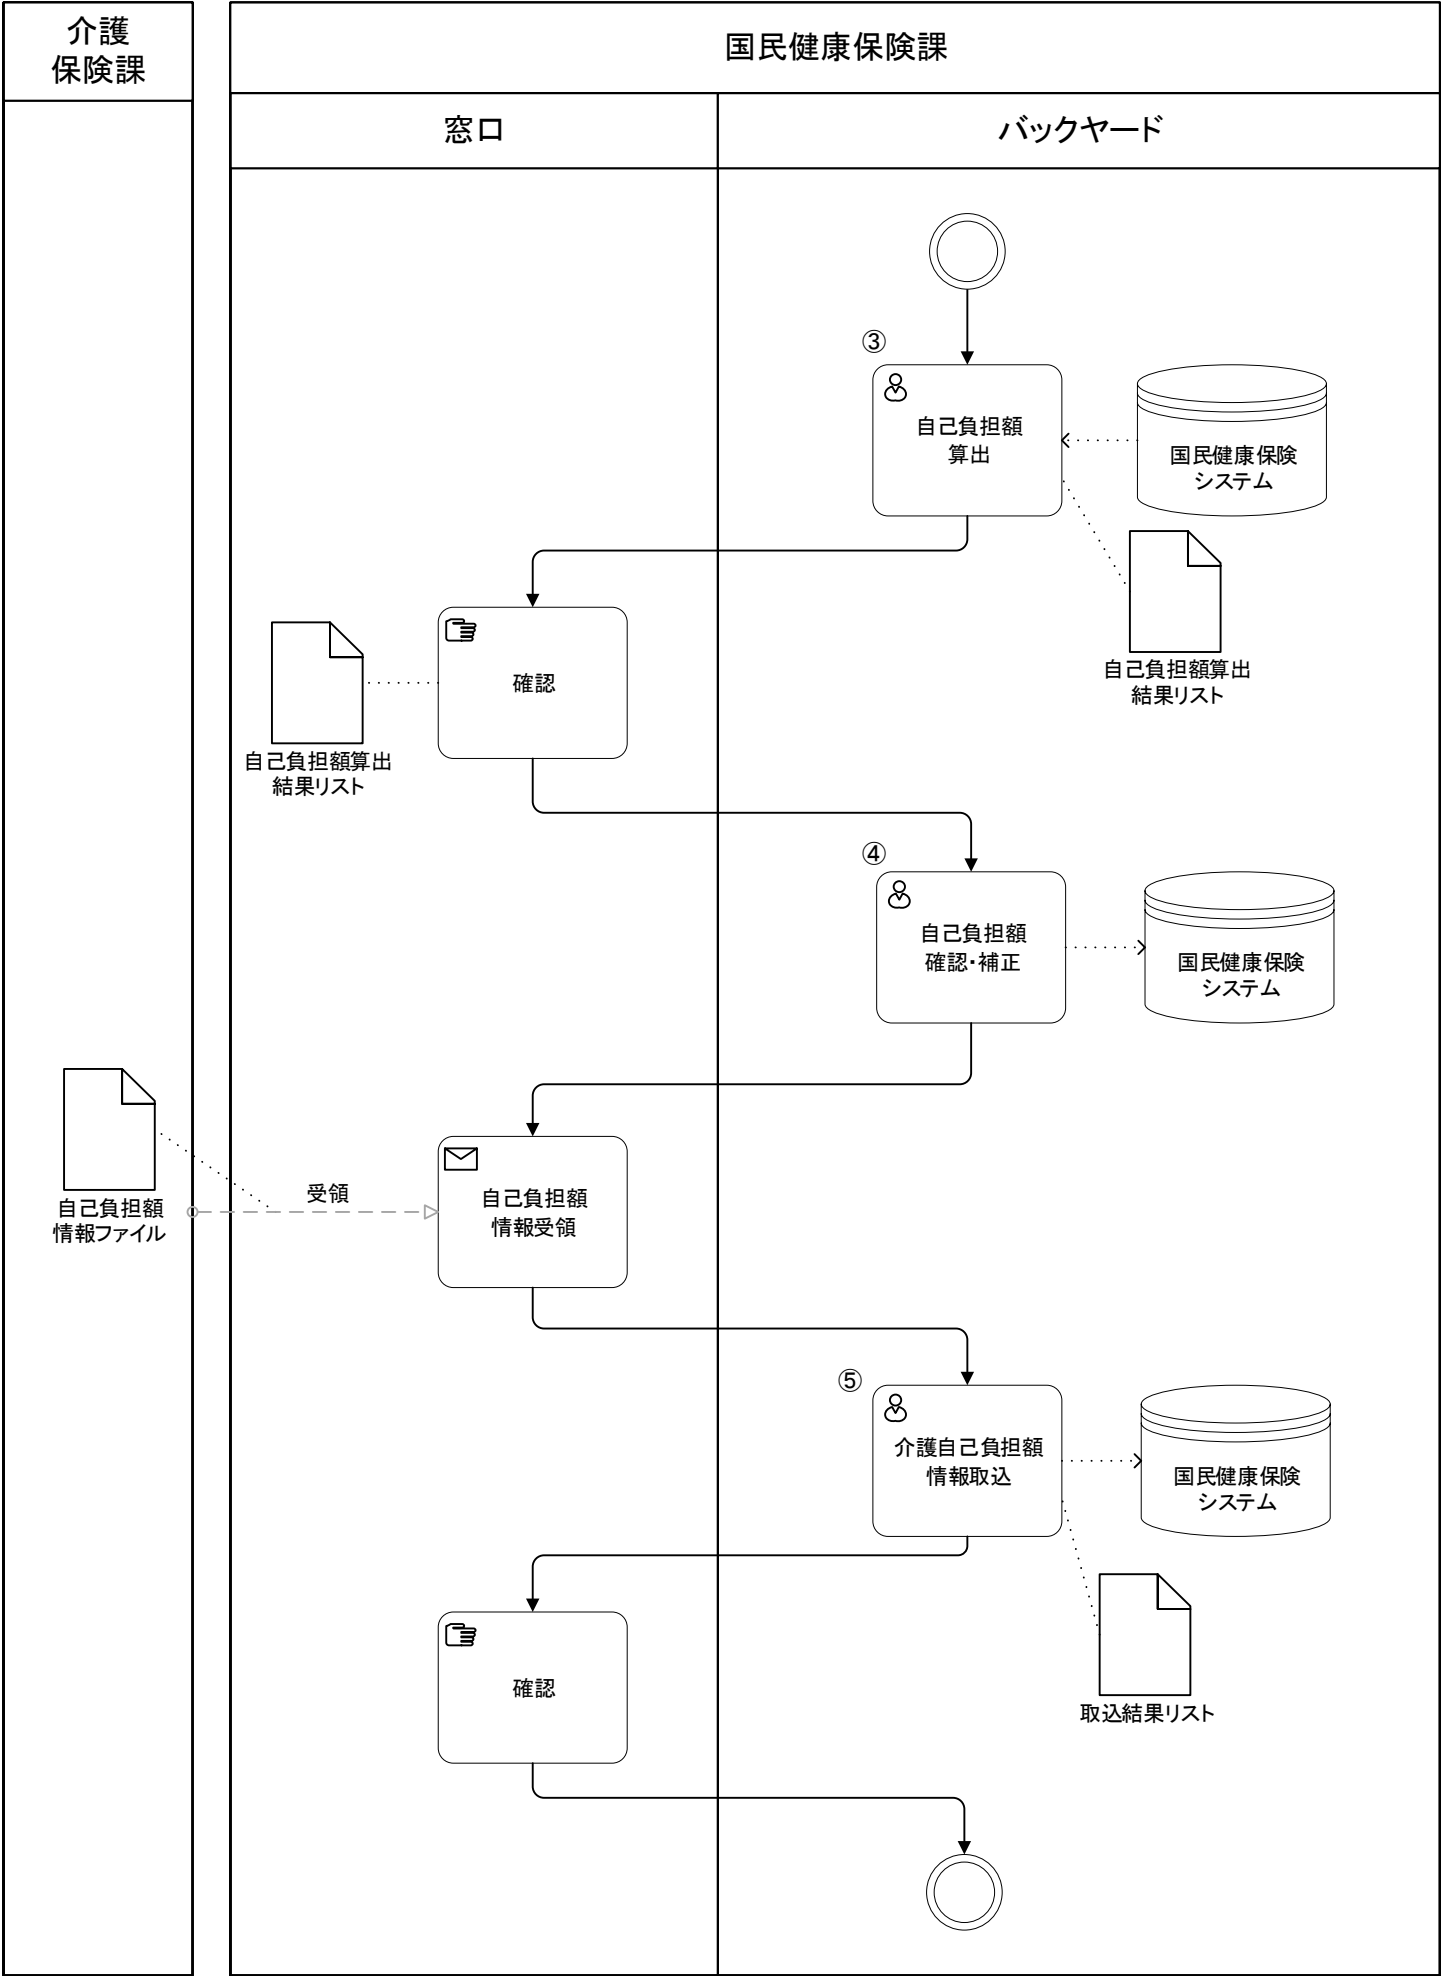 介護
保険課
国民健康保険課
窓口
バックヤード
③
自己負担額
算出
国民健康保険
システム
自己負担額算出
結果リスト
確認
自己負担額算出
結果リスト
④
自己負担額
確認・補正
国民健康保険
システム
自己負担額
情報ファイル
受領
自己負担額
情報受領
⑤
介護自己負担額
情報取込
国民健康保険
システム
取込結果リスト
確認